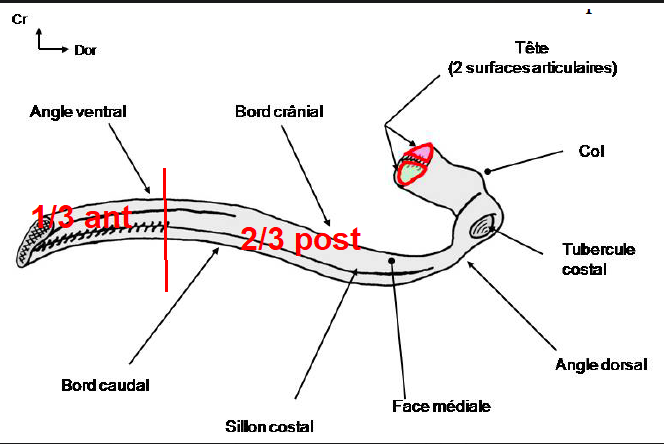 Cr
Dor
Tête
(2 surfaces articulaires)
Angle ventral
Bord crânial
Col
1/3 ant
2/3 post
Tubercule
costal
Angle dorsal
Bord caudal
Face médiale
Sillon costal